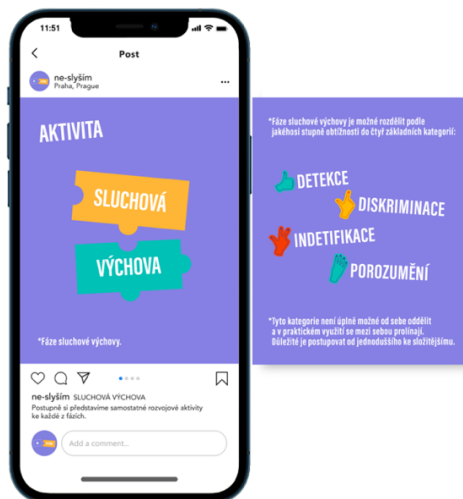 11:51
Post
ne-slyším
Praha, Prague
AKTIVITA
SLUCHOVÁ
VÝCHOVA
*Fáze sluchové výchovy.
ne-slyším SLUCHOVÁ VÝCHOVA
Postupně si představíme samostatné rozvojové aktivity
ke každé z fázích.
Add a comment...
*Fáze sluchové výchovy je možné rozdělit podle
jakéhosi stupně obtížnosti do čtyř základních kategorií:
DETEKCE
DISKRIMINACE
INDETIFIKACE
POROZUMĚNÍ
*Tyto kategorie není úplně možné od sebe oddělit
a v praktickém využití se mezi sebou prolínají.
Důležité je postupovat od jednoduššího ke složitějšímu.